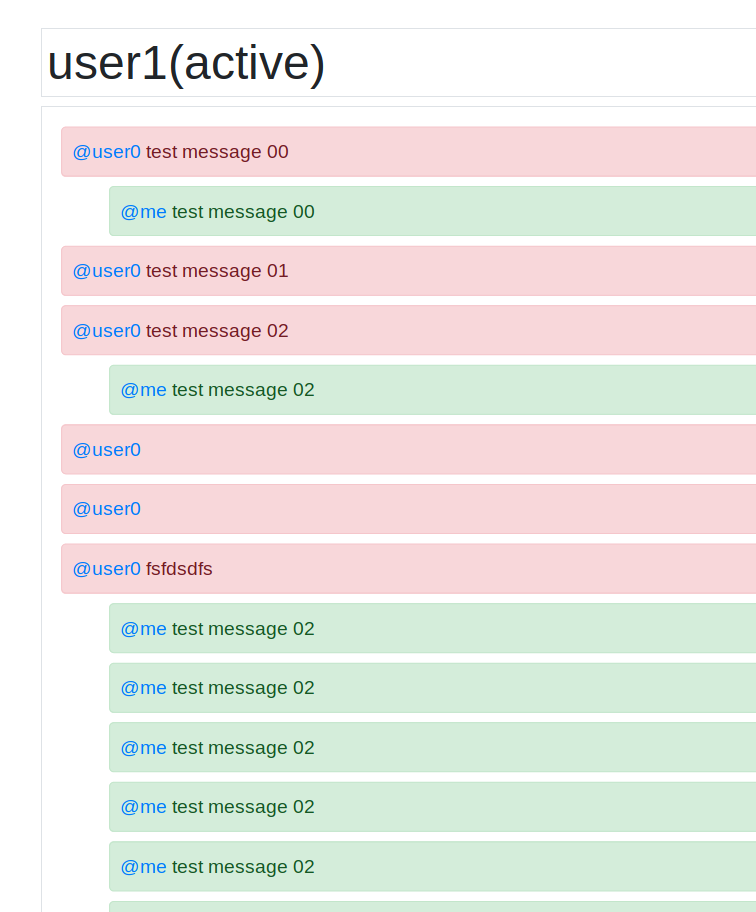 user1(active)
@user0 test message 00
@me test message 00
@user0 test message 01
@user0 test message 02
@me test message 02
@user0
@user0
@user0 fsfdsdfs
@me test message 02
@me test message 02
@me test message 02
@me test message 02
@me test message 02